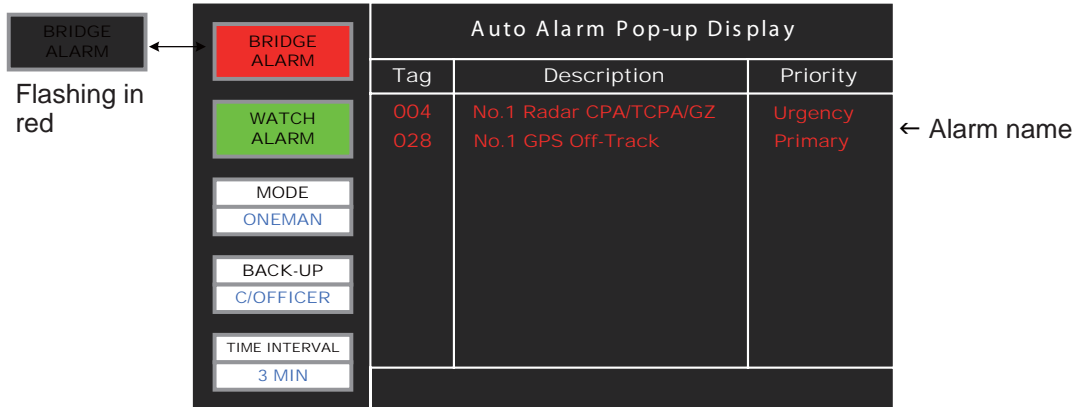 BRIDGE
ALARM
Flashing in
red
BRIDGE
ALARM
WATCH
ALARM
MODE
ONEMAN
BACK-UP
C/OFFICER
TIME INTERVAL
3 MIN
Auto Alarm Pop-up Display
Tag Description Priority
004 No.1 Radar CPA/TCPA/GZ Urgency
028 No.1 GPS Off-Track Primary
← Alarm name